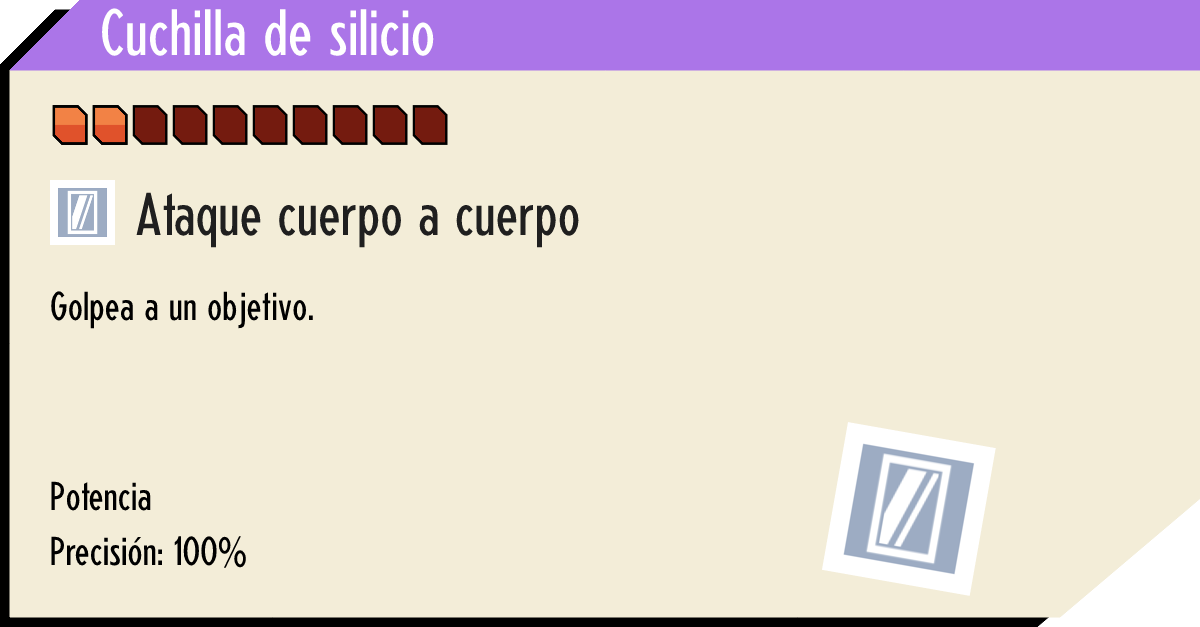 Cuchilla de silicio
Ataque cuerpo a cuerpo
Golpea a un objetivo.
Potencia
Precisión: 100%